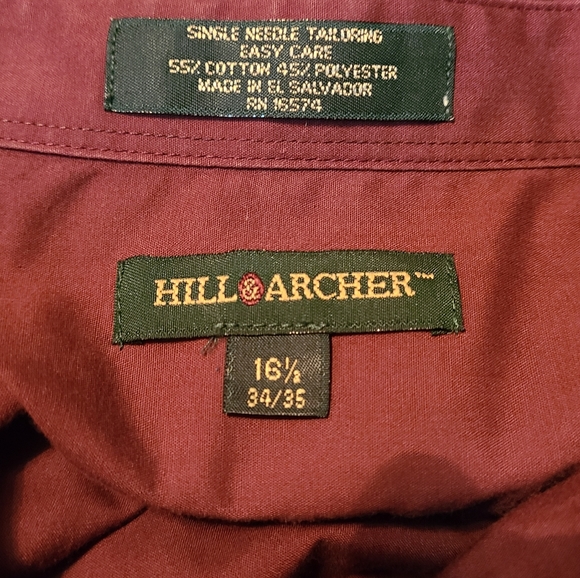 SINGLE NEEDLE TAILORING
EASY CARE
55% COTTON 45% POLYESTER
MADE IN EL SALVADOR
RN 16574
HILL & ARCHER™
16½
34/35